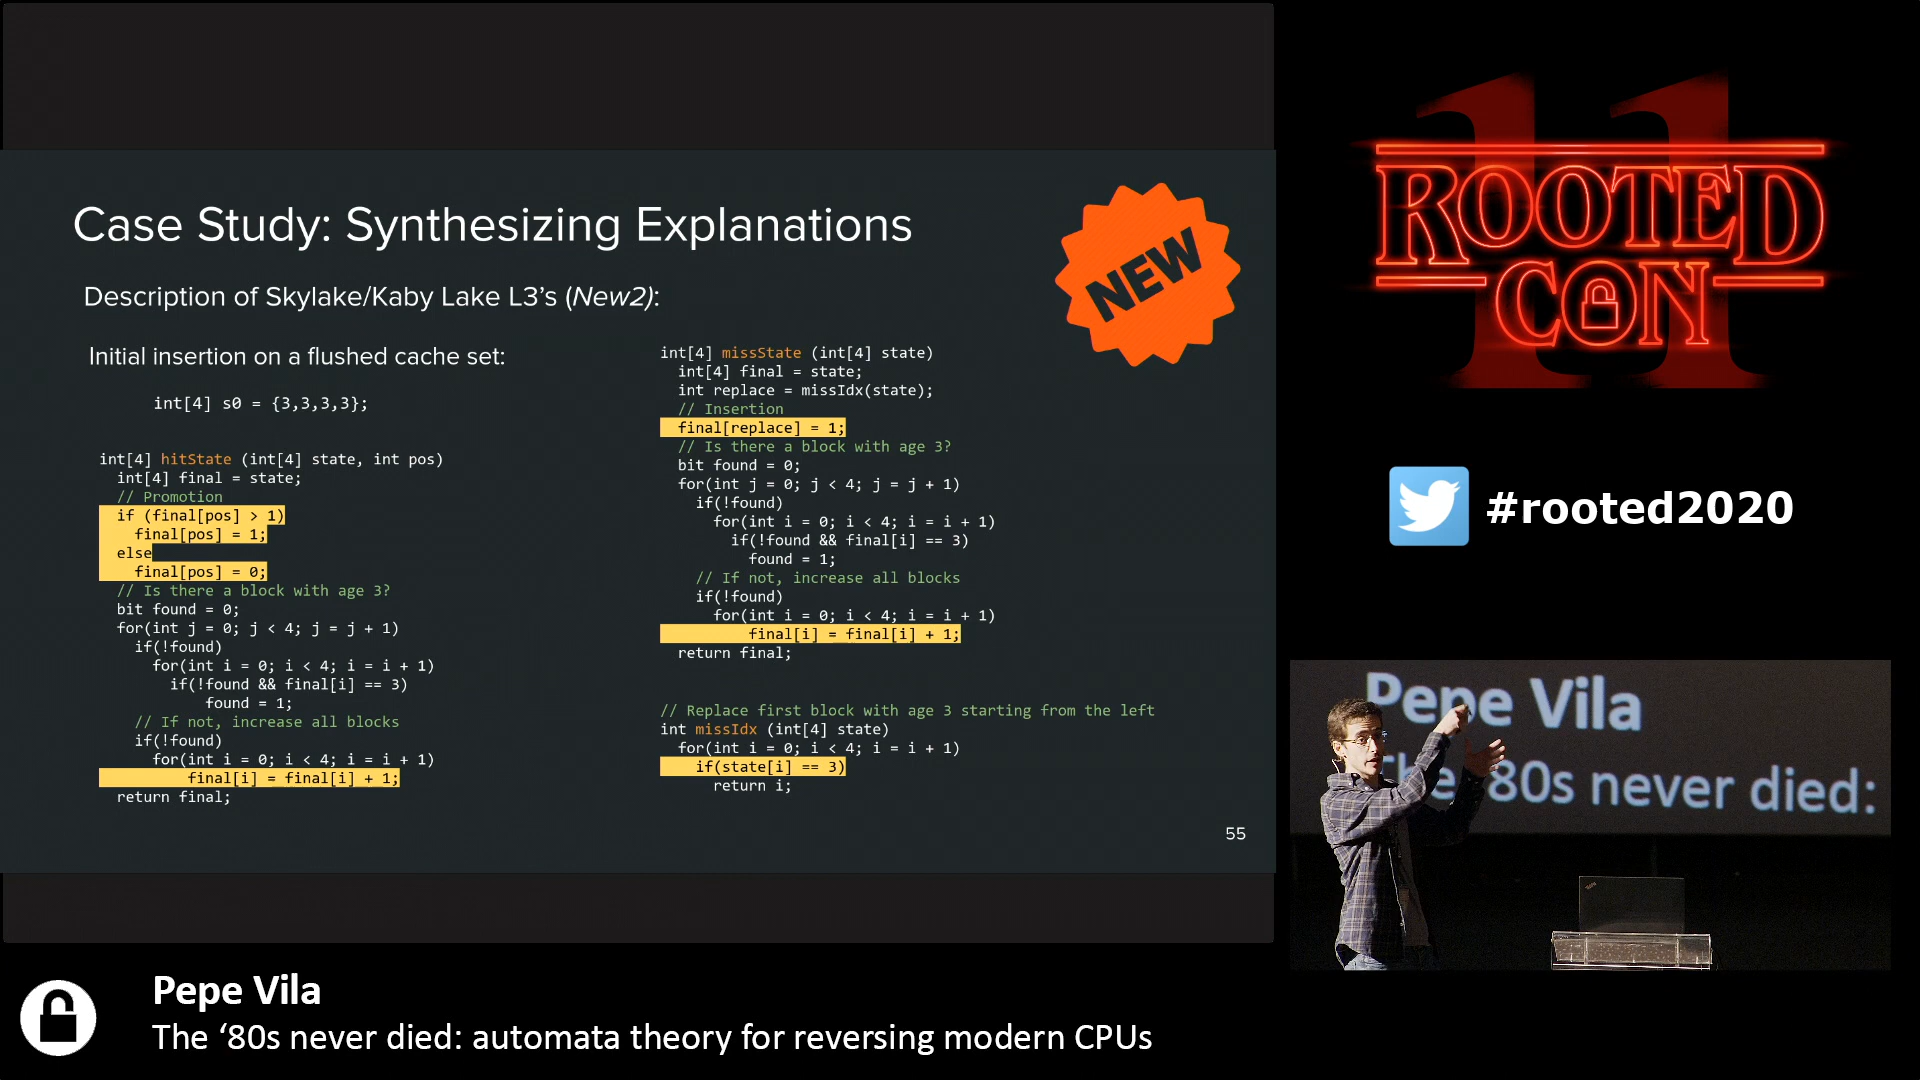 Case Study: Synthesizing Explanations
NEW
Description of Skylake/Kaby Lake L3's (New2):
Initial insertion on a flushed cache set:
int[4] s0 = {3,3,3,3};
int[4] hitState (int[4] state, int pos)
int[4] final = state;
// Promotion
if (final[pos] > 1)
final[pos] = 1;
else
final[pos] = 0;
// Is there a block with age 3?
bit found = 0;
for(int j = 0; j < 4; j = j + 1)
if(!found)
for(int i = 0; i < 4; i = i + 1)
if(!found && final[i] == 3)
found = 1;
// If not, increase all blocks
if(!found)
for(int i = 0; i < 4; i = i + 1)
final[i] = final[i] + 1;
return final;
int[4] missState (int[4] state)
int[4] final = state;
int replace = missIdx(state);
// Insertion
final[replace] = 1;
// Is there a block with age 3?
bit found = 0;
for(int j = 0; j < 4; j = j + 1)
if(!found)
for(int i = 0; i < 4; i = i + 1)
if(!found && final[i] == 3)
found = 1;
// If not, increase all blocks
if(!found)
for(int i = 0; i < 4; i = i + 1)
final[i] = final[i] + 1;
return final;
// Replace first block with age 3 starting from the left
int missIdx (int[4] state)
for(int i = 0; i < 4; i = i + 1)
if(state[i] == 3)
return i;
55
11
ROOTED
CON
#rooted2020
Pepe Vila
The '80s never died:
Pepe Vila
The ‘80s never died: automata theory for reversing modern CPUs